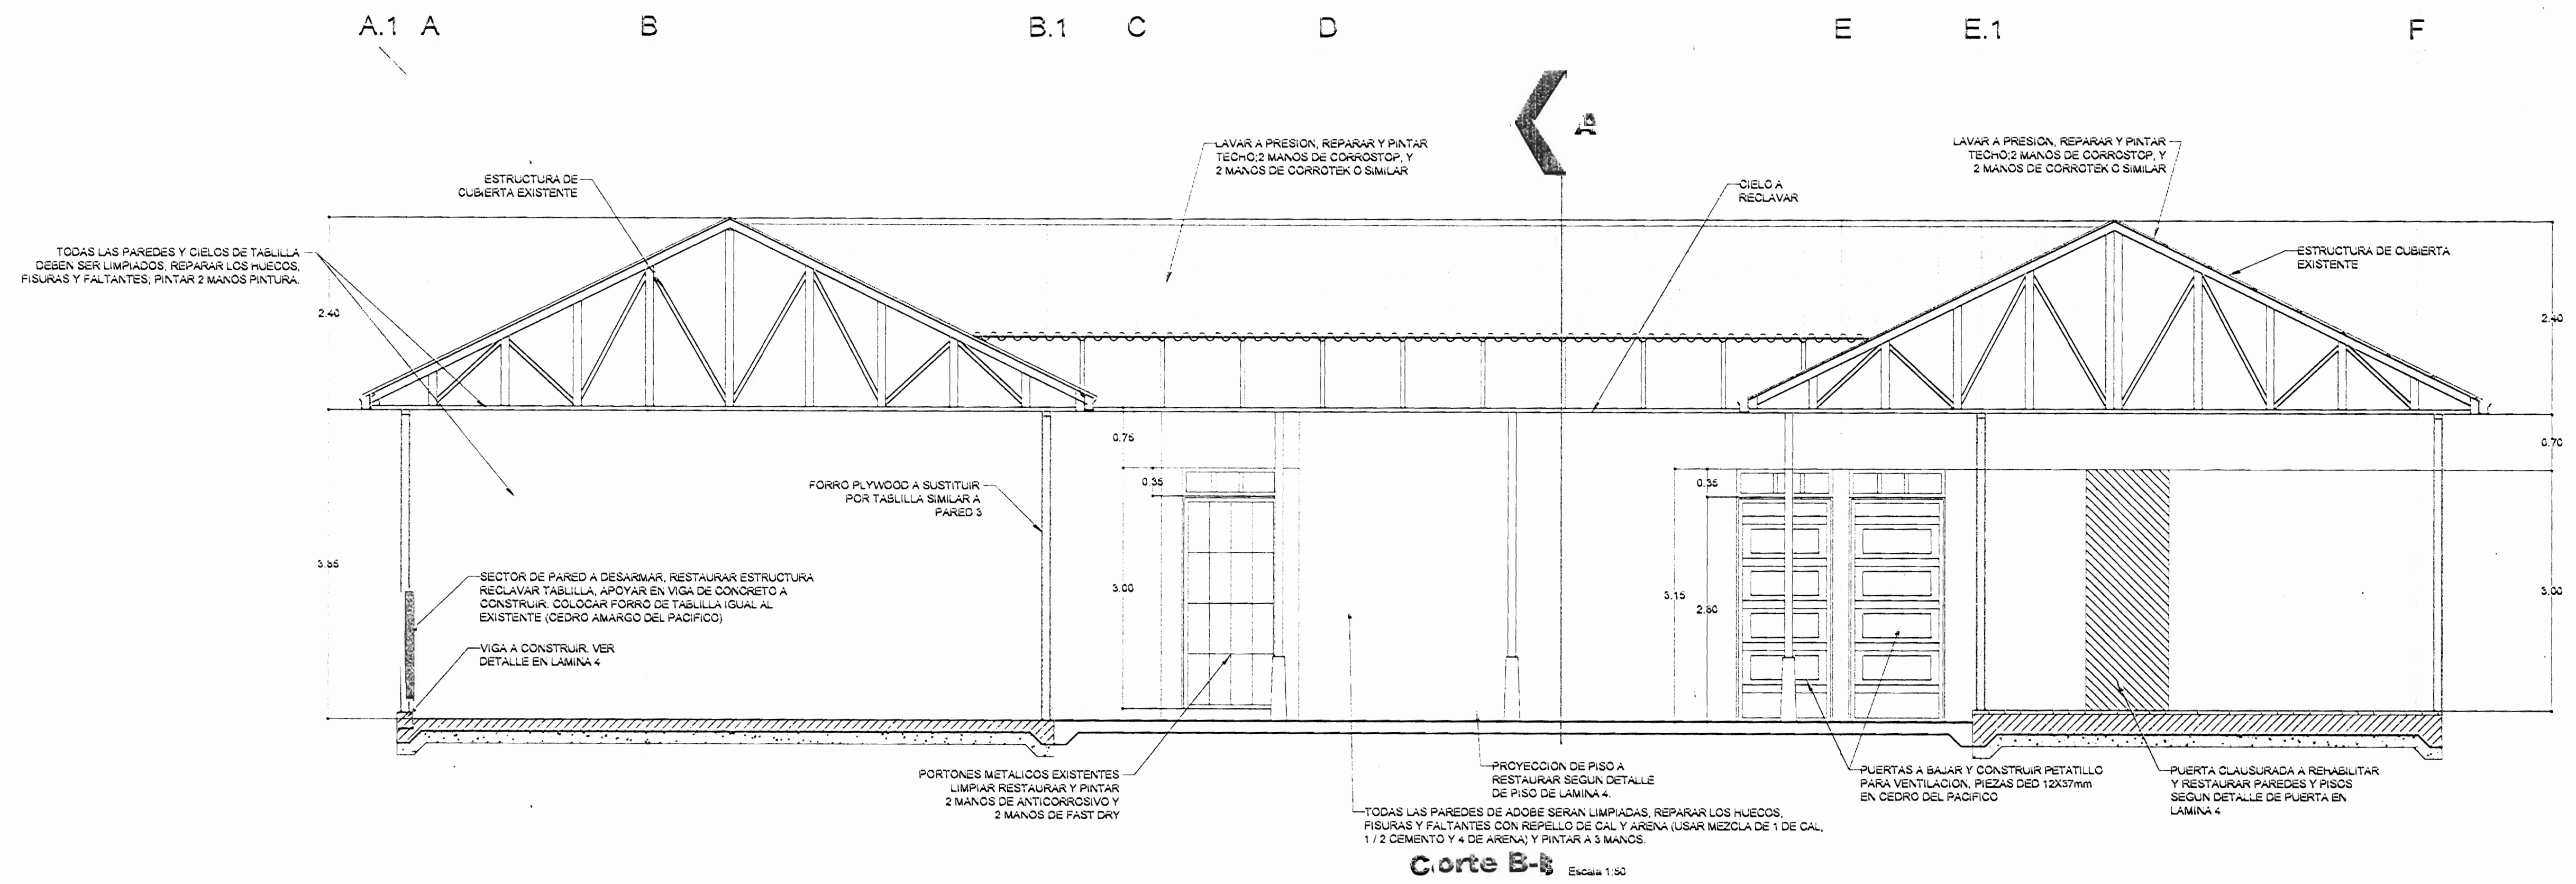 A.1 A B B.1 C D E E.1 F
A
LAVAR A PRESION, REPARAR Y PINTAR
TECHO;2 MANOS DE CORROSTOP, Y
2 MANOS DE CORROTEK O SIMILAR
LAVAR A PRESION, REPARAR Y PINTAR
TECHO;2 MANOS DE CORROSTOP, Y
2 MANOS DE CORROTEK O SIMILAR
ESTRUCTURA DE
CUBIERTA EXISTENTE
CIELO A
RECLAVAR
TODAS LAS PAREDES Y CIELOS DE TABLILLA
DEBEN SER LIMPIADOS, REPARAR LOS HUECOS,
FISURAS Y FALTANTES; PINTAR 2 MANOS PINTURA.
ESTRUCTURA DE CUBIERTA
EXISTENTE
2.40
2.40
0.75
0.70
FORRO PLYWOOD A SUSTITUIR
POR TABLILLA SIMILAR A
PARED 3
0.35
0.35
3.85
SECTOR DE PARED A DESARMAR, RESTAURAR ESTRUCTURA
RECLAVAR TABLILLA, APOYAR EN VIGA DE CONCRETO A
CONSTRUIR. COLOCAR FORRO DE TABLILLA IGUAL AL
EXISTENTE (CEDRO AMARGO DEL PACIFICO)
3.00
3.15
2.80
3.00
VIGA A CONSTRUIR. VER
DETALLE EN LAMINA 4
PORTONES METALICOS EXISTENTES
LIMPIAR RESTAURAR Y PINTAR
2 MANOS DE ANTICORROSIVO Y
2 MANOS DE FAST DRY
PROYECCION DE PISO A
RESTAURAR SEGUN DETALLE
DE PISO DE LAMINA 4.
PUERTAS A BAJAR Y CONSTRUIR PETATILLO
PARA VENTILACION, PIEZAS DED 12X37mm
EN CEDRO DEL PACIFICO
PUERTA CLAUSURADA A REHABILITAR
Y RESTAURAR PAREDES Y PISOS
SEGUN DETALLE DE PUERTA EN
LAMINA 4
TODAS LAS PAREDES DE ADOBE SERAN LIMPIADAS, REPARAR LOS HUECOS,
FISURAS Y FALTANTES CON REPELLO DE CAL Y ARENA (USAR MEZCLA DE 1 DE CAL,
1 / 2 CEMENTO Y 4 DE ARENA) Y PINTAR A 3 MANOS.
Corte B-B Escala 1:50